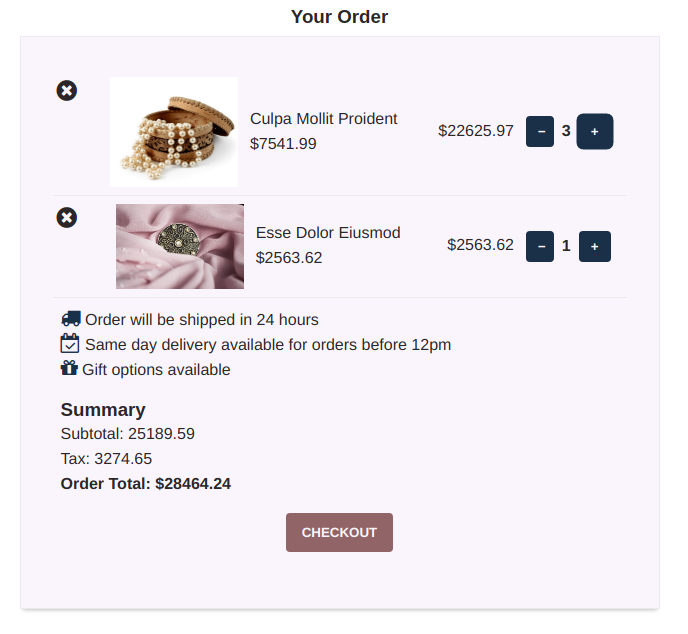 Your Order
Culpa Mollit Proident
$7541.99
$22625.97 − 3 +
Esse Dolor Eiusmod
$2563.62
$2563.62 − 1 +
Order will be shipped in 24 hours
Same day delivery available for orders before 12pm
Gift options available
Summary
Subtotal: 25189.59
Tax: 3274.65
Order Total: $28464.24
CHECKOUT